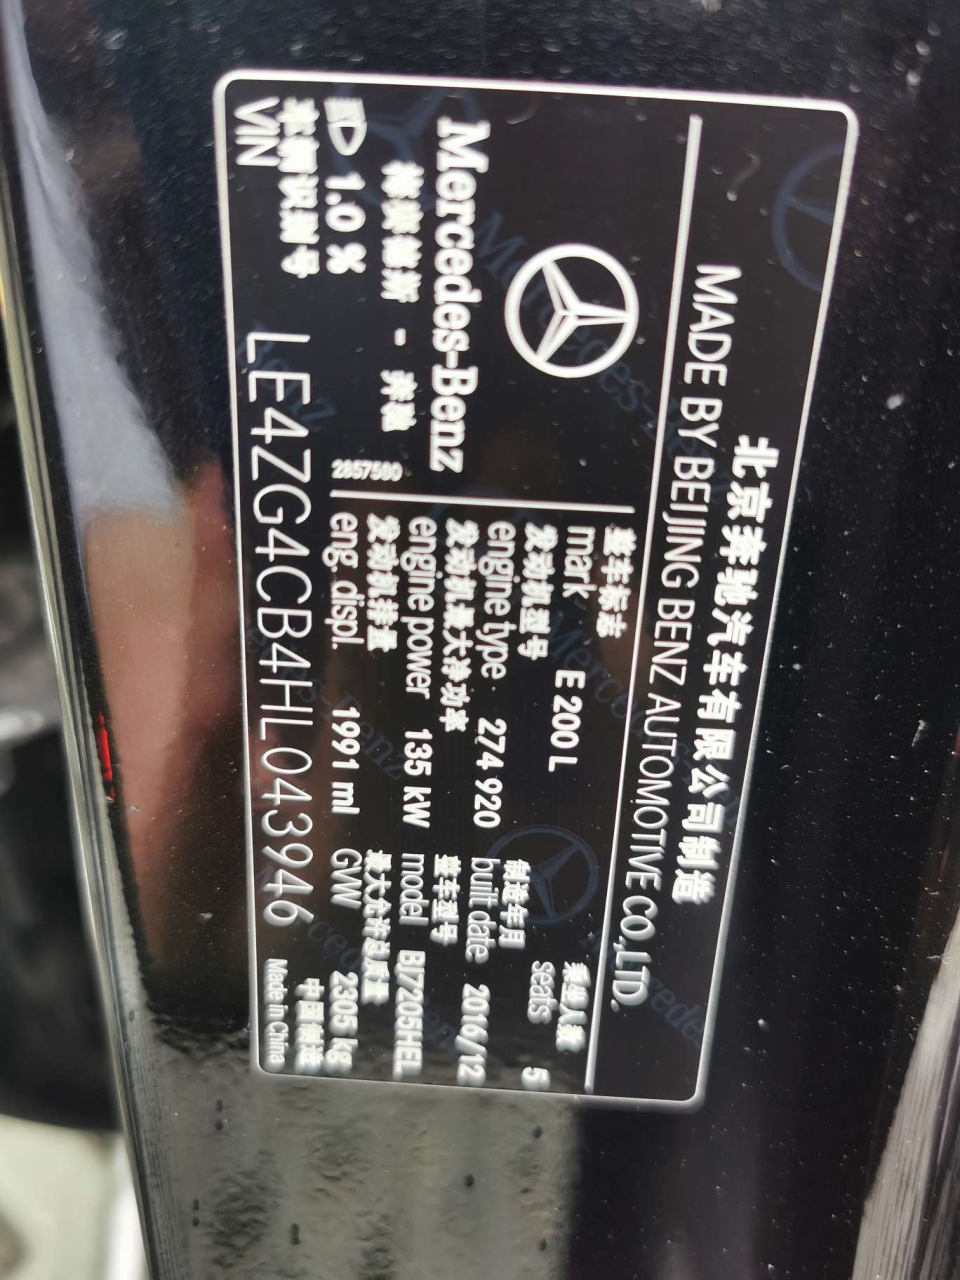 北京奔驰汽车有限公司制造
MADE BY BEIJING BENZ AUTOMOTIVE CO.,LTD.
Mercedes-Benz
梅赛德斯 - 奔驰
1.0 %
2857580
整车标志
mark E 200 L
乘坐人数
seats 5
发动机型号
engine type 274 920
制造年月
built date 2016/12
发动机最大净功率
engine power 135 kW
整车型号
model BJ7205HEL
发动机排量
eng. displ. 1991 ml
最大允许总质量
GVW 2305 kg
车辆识别号
VIN LE4ZG4CB4HL043946
中国制造
Made in China